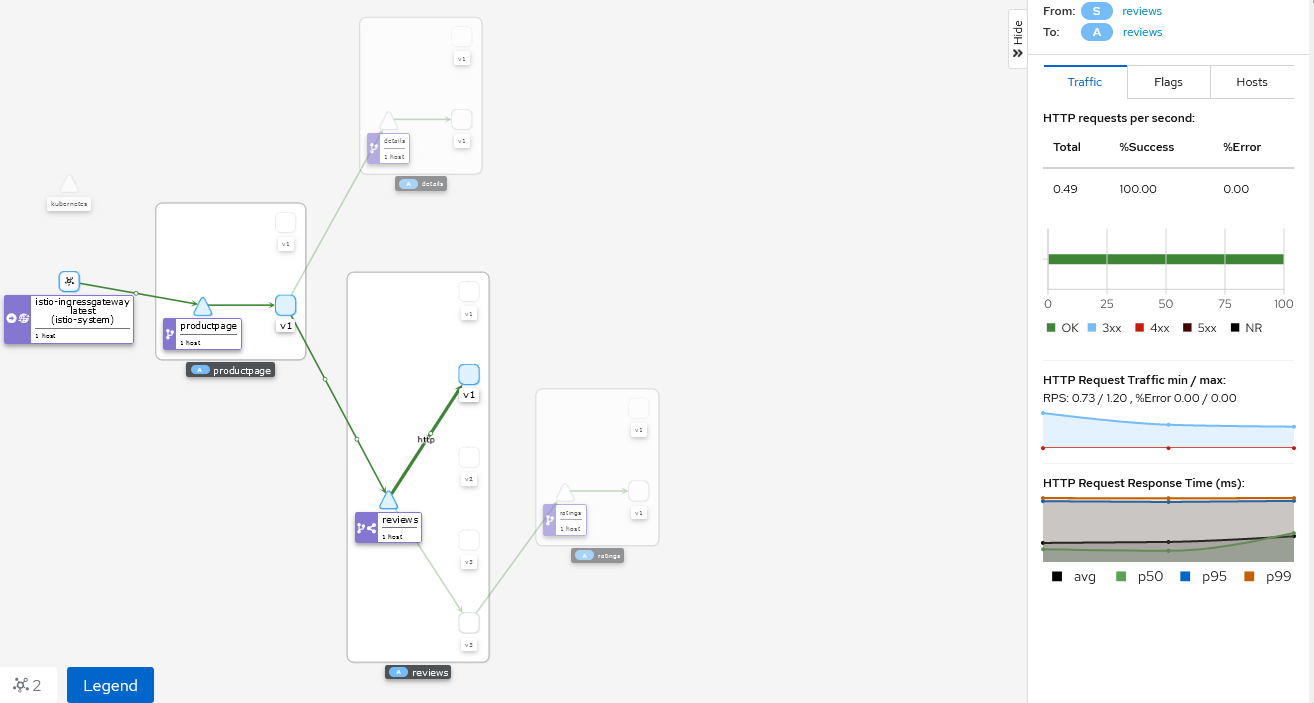 v1
v1
details
1 host
A details
kubernetes
v1
istio-ingressgateway
latest
(istio-system)
1 host
productpage
1 host
v1
A productpage
v1
v1
http
v2
reviews
1 host
v3
v3
A reviews
v1
ratings
1 host
v1
A ratings
2
Legend
Hide
From: S reviews
To: A reviews
Traffic Flags Hosts
HTTP requests per second:
Total %Success %Error
0.49 100.00 0.00
0 25 50 75 100
OK 3xx 4xx 5xx NR
HTTP Request Traffic min / max:
RPS: 0.73 / 1.20 , %Error 0.00 / 0.00
HTTP Request Response Time (ms):
avg p50 p95 p99